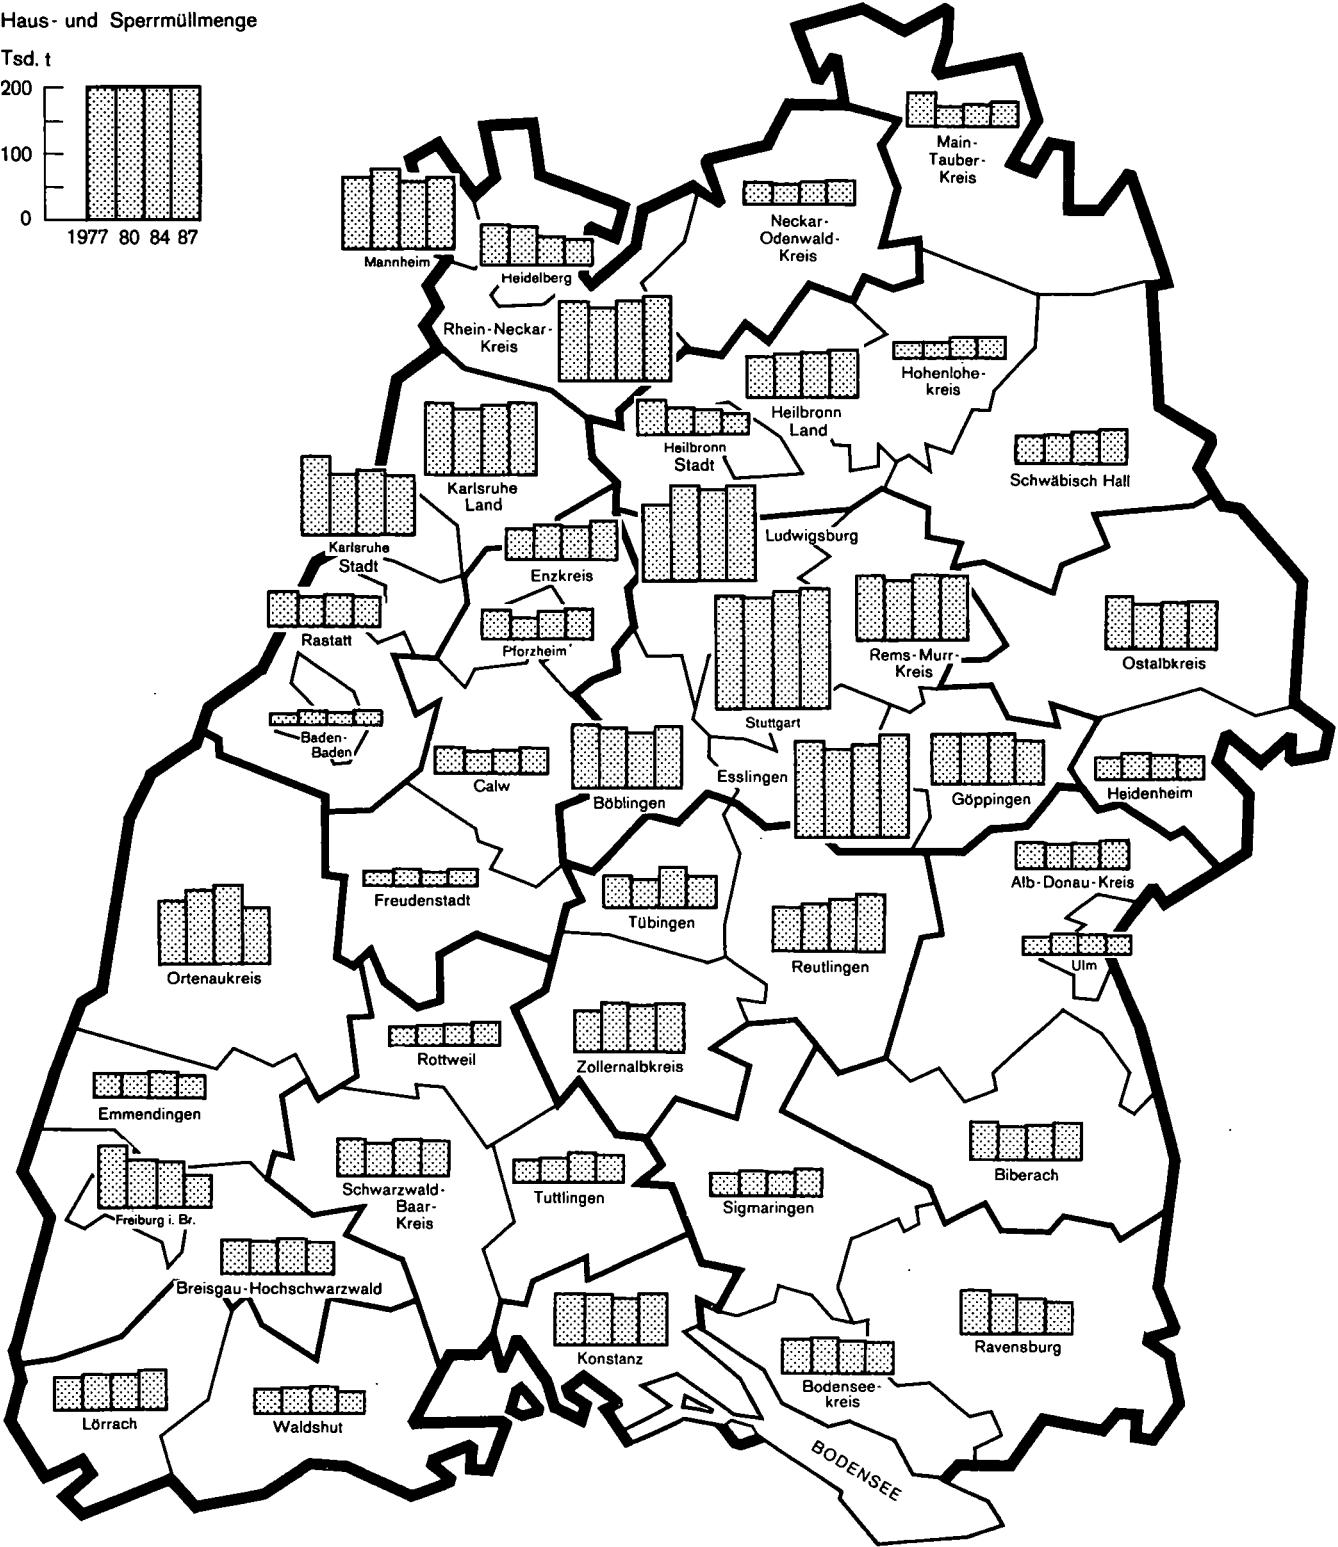 Haus- und Sperrmüllmenge
Tsd. t
200
100
0
1977 80 84 87
Main-
Tauber-
Kreis
Neckar-
Odenwald-
Kreis
Mannheim
Heidelberg
Rhein-Neckar-
Kreis
Hohenlohe-
kreis
Heilbronn
Land
Heilbronn
Stadt
Schwäbisch Hall
Karlsruhe
Land
Karlsruhe
Stadt
Ludwigsburg
Enzkreis
Rastatt
Pforzheim
Rems-Murr-
Kreis
Ostalbkreis
Stuttgart
Baden-
Baden
Calw
Böblingen
Esslingen
Göppingen
Heidenheim
Freudenstadt
Tübingen
Alb-Donau-Kreis
Ortenaukreis
Reutlingen
Ulm
Rottweil
Zollernalbkreis
Emmendingen
Biberach
Schwarzwald-
Baar-
Kreis
Tuttlingen
Sigmaringen
Freiburg i. Br.
Breisgau-Hochschwarzwald
Konstanz
Ravensburg
Bodensee-
kreis
Lörrach
Waldshut
BODENSEE